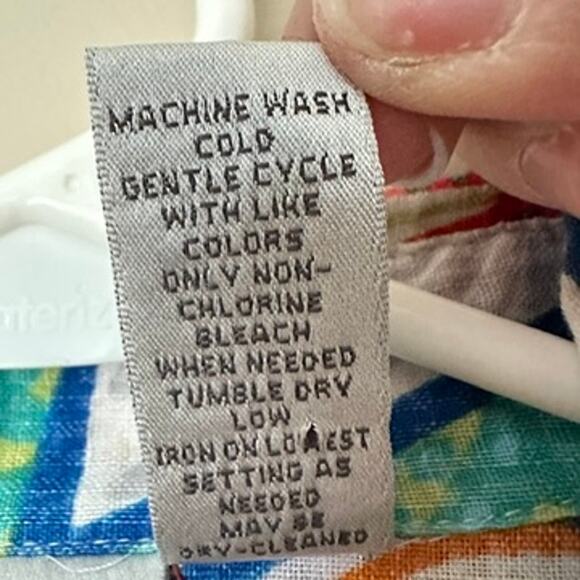 MACHINE WASH
COLD
GENTLE CYCLE
WITH LIKE
COLORS
ONLY NON-
CHLORINE
BLEACH
WHEN NEEDED
TUMBLE DRY
LOW
IRON ON LOWEST
SETTING AS
NEEDED
MAY BE
DRY-CLEANED